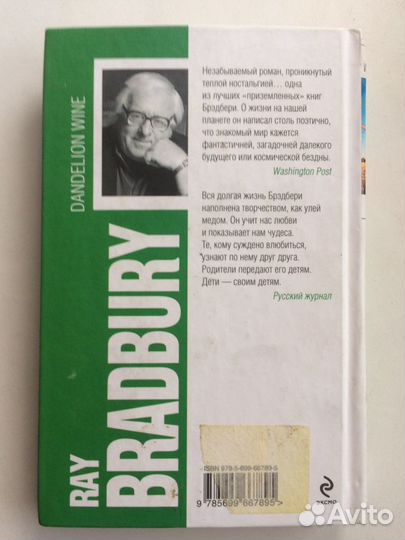 DANDELION WINE
RAY
BRADBURY
Незабываемый роман, проникнутый
теплой ностальгией... одна
из лучших «приземленных» книг
Брэдбери. О жизни на нашей
планете он написал столь поэтично,
что знакомый мир кажется
фантастичней, загадочней далекого
будущего или космической бездны.
Washington Post
Вся долгая жизнь Брэдбери
наполнена творчеством, как улей
медом. Он учит нас любви
и показывает нам чудеса.
Те, кому суждено влюбиться,
узнают по нему друг друга.
Родители передают его детям.
Дети — своим детям.
Русский журнал
ISBN 978-5-699-66789-5
9 785699 667895 >
ЭКСМО
Avito